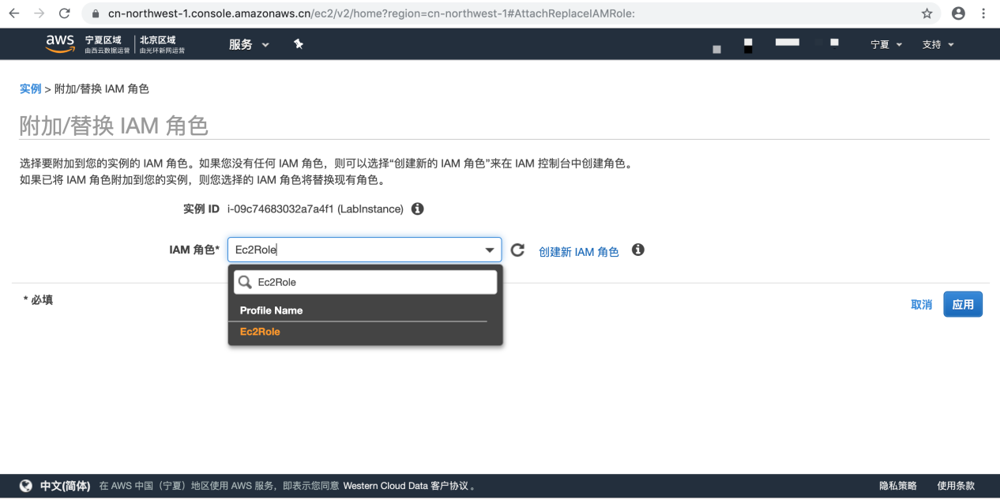 cn-northwest-1.console.amazonaws.cn/ec2/v2/home?region=cn-northwest-1#AttachReplaceIAMRole:
aws 宁夏区域 由西云数据运营 北京区域 由光环新网运营 服务 宁夏 支持
实例 > 附加/替换 IAM 角色
附加/替换 IAM 角色
选择要附加到您的实例的 IAM 角色。如果您没有任何 IAM 角色，则可以选择“创建新的 IAM 角色”来在 IAM 控制台中创建角色。
如果已将 IAM 角色附加到您的实例，则您选择的 IAM 角色将替换现有角色。
实例 ID i-09c74683032a7a4f1 (LabInstance)
IAM 角色* Ec2Role 创建新 IAM 角色
Ec2Role
Profile Name
Ec2Role
* 必填
取消 应用
中文(简体) 在 AWS 中国（宁夏）地区使用 AWS 服务，即表示您同意 Western Cloud Data 客户协议。 隐私策略 使用条款